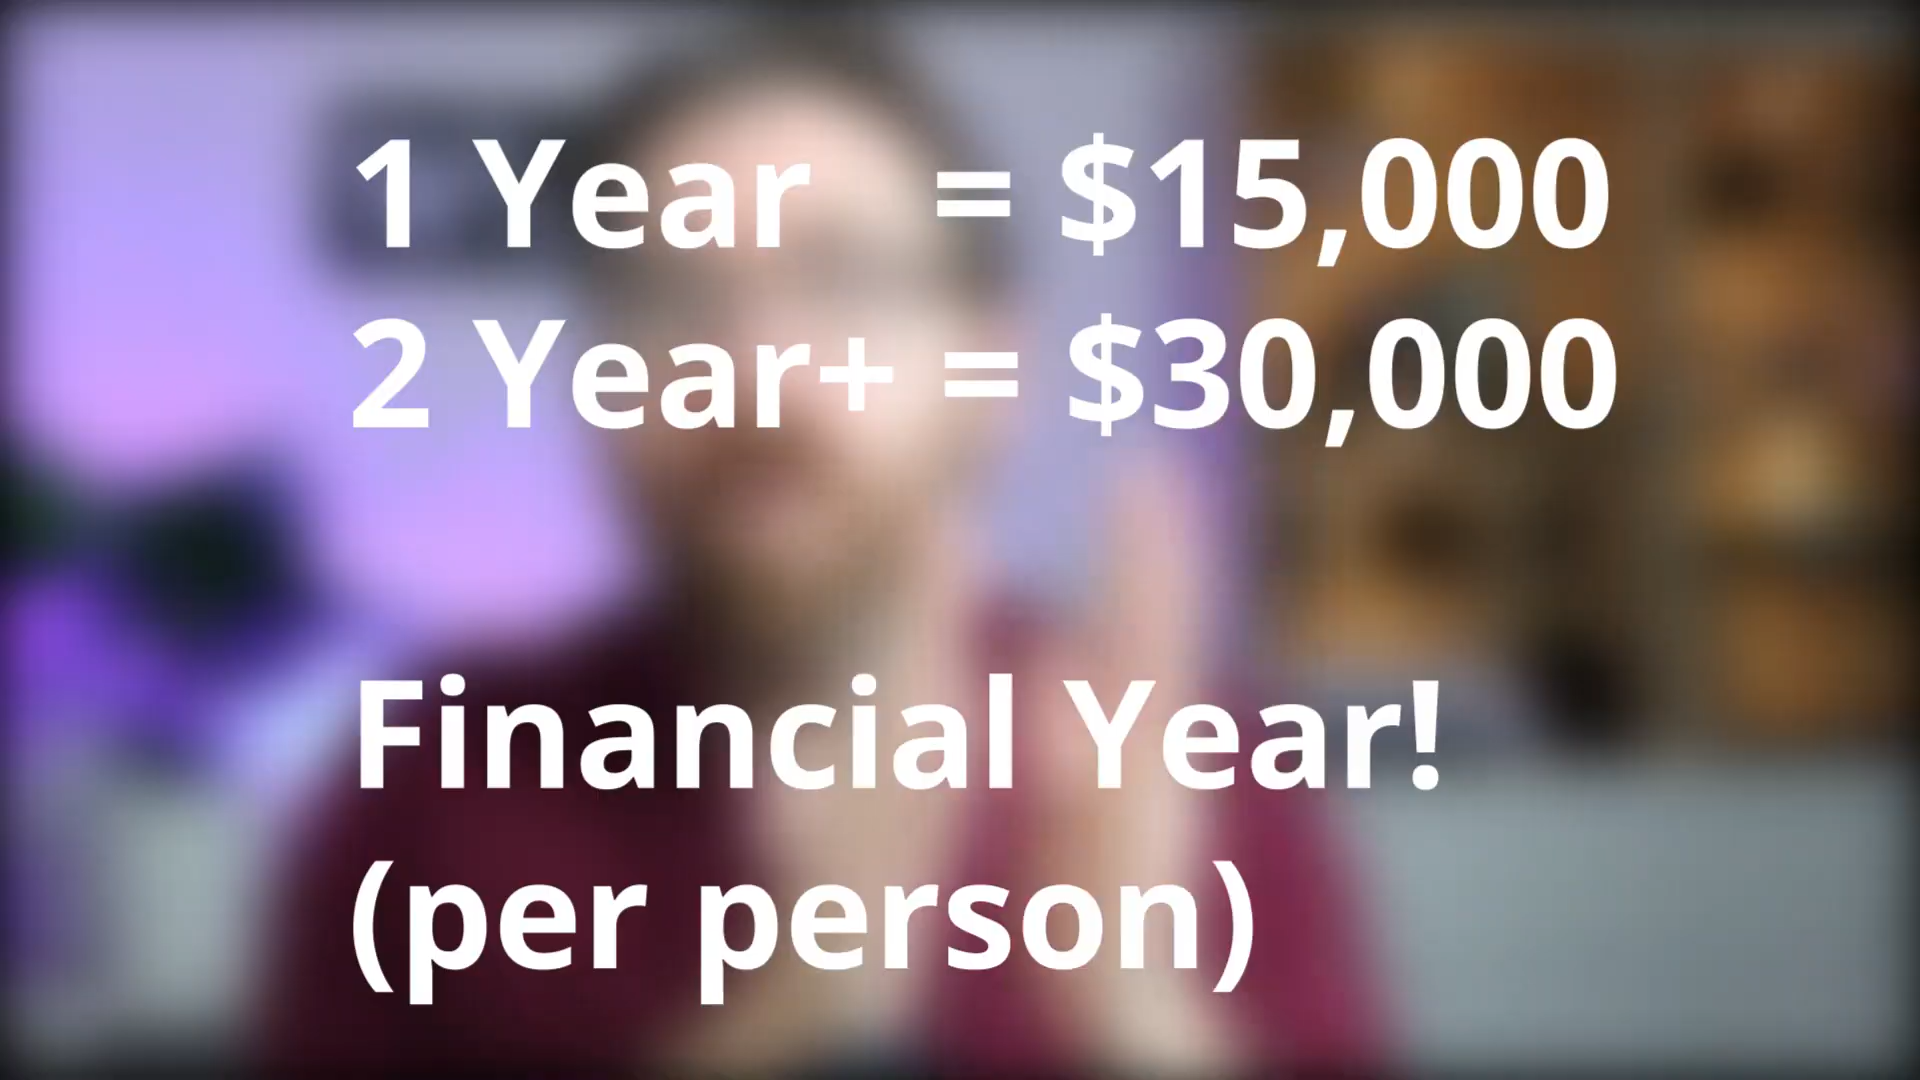 1 Year = $15,000
2 Year+ = $30,000
Financial Year!
(per person)